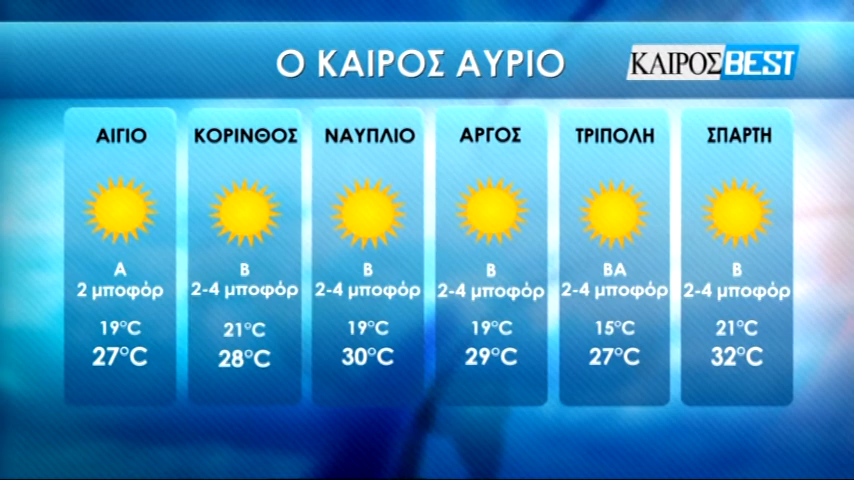 Ο ΚΑΙΡΟΣ ΑΥΡΙΟ
ΚΑΙΡΟΣ BEST
ΑΙΓΙΟ
Α
2 μποφόρ
19°C
27°C
ΚΟΡΙΝΘΟΣ
Β
2-4 μποφόρ
21°C
28°C
ΝΑΥΠΛΙΟ
Β
2-4 μποφόρ
19°C
30°C
ΑΡΓΟΣ
Β
2-4 μποφόρ
19°C
29°C
ΤΡΙΠΟΛΗ
ΒΑ
2-4 μποφόρ
15°C
27°C
ΣΠΑΡΤΗ
Β
2-4 μποφόρ
21°C
32°C